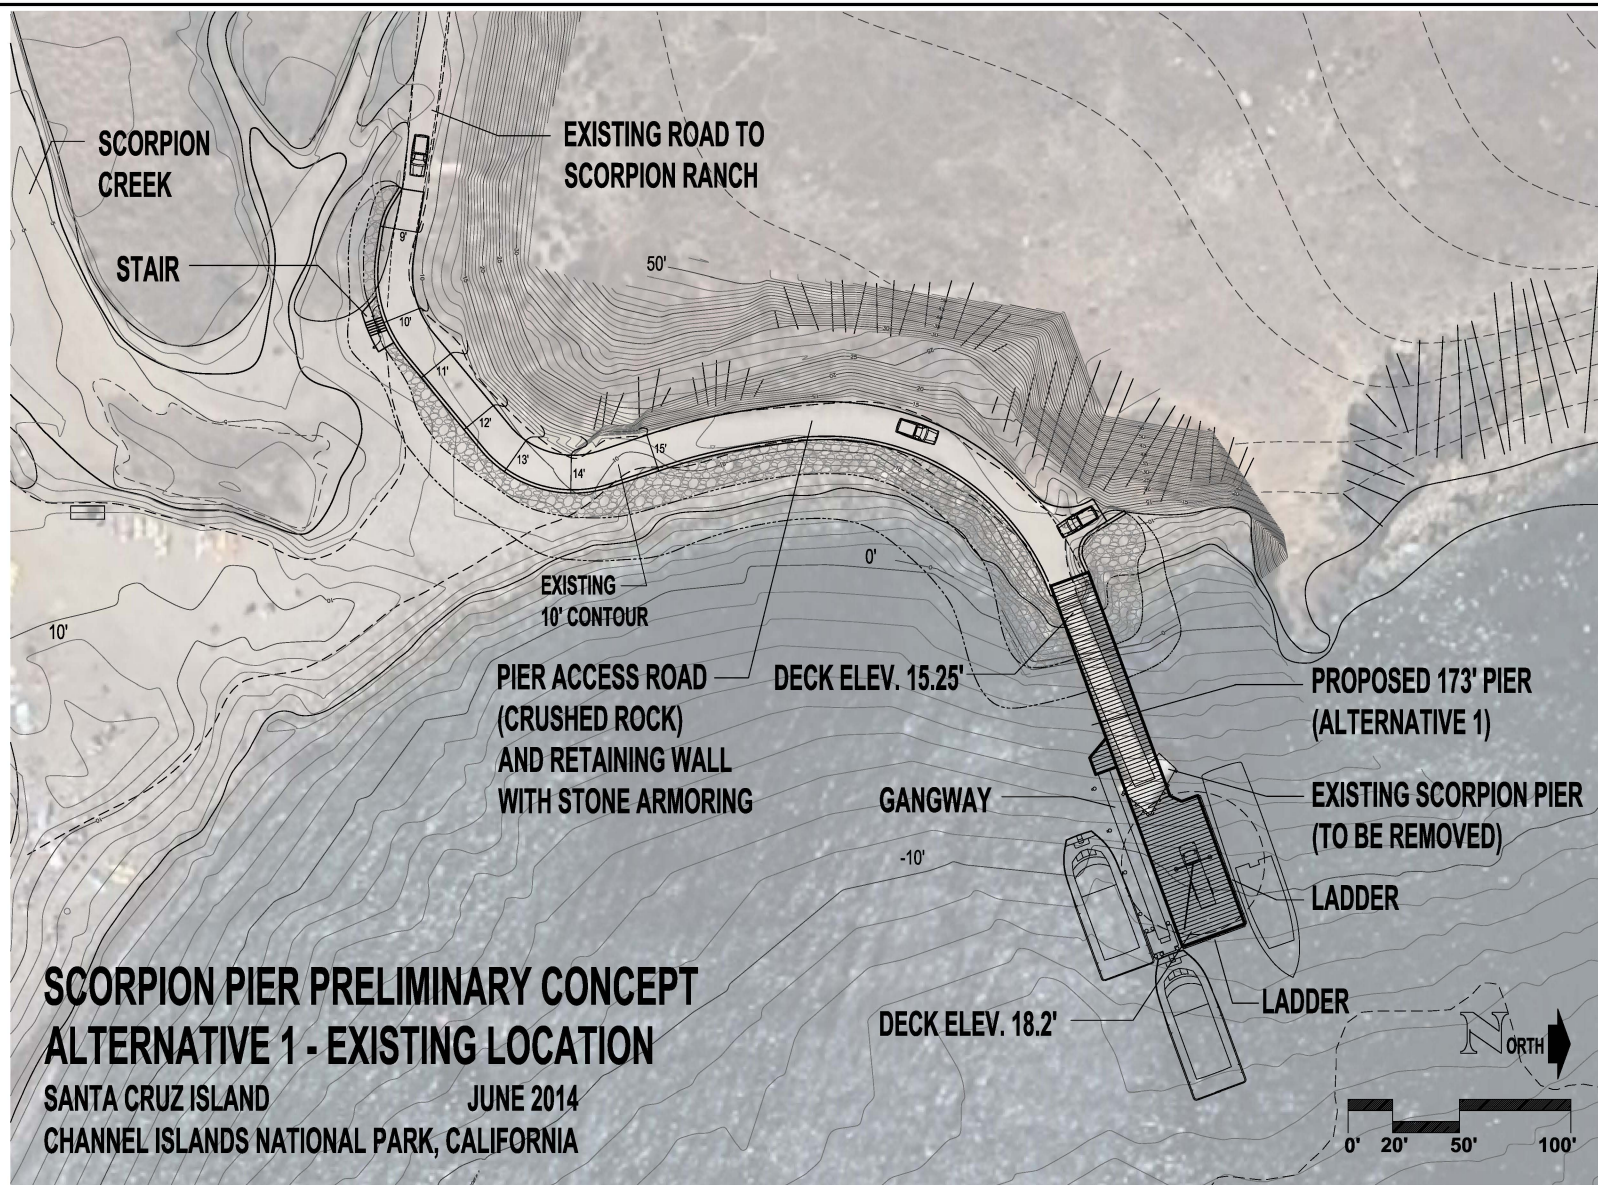 SCORPION
CREEK
EXISTING ROAD TO
SCORPION RANCH
STAIR
50'
9'
10'
11'
12'
13'
14'
15'
0'
EXISTING
10' CONTOUR
10'
PIER ACCESS ROAD
(CRUSHED ROCK)
AND RETAINING WALL
WITH STONE ARMORING
DECK ELEV. 15.25'
PROPOSED 173' PIER
(ALTERNATIVE 1)
GANGWAY
EXISTING SCORPION PIER
(TO BE REMOVED)
-10'
LADDER
LADDER
DECK ELEV. 18.2'
SCORPION PIER PRELIMINARY CONCEPT
ALTERNATIVE 1 - EXISTING LOCATION
SANTA CRUZ ISLAND JUNE 2014
CHANNEL ISLANDS NATIONAL PARK, CALIFORNIA
NORTH
0' 20' 50' 100'